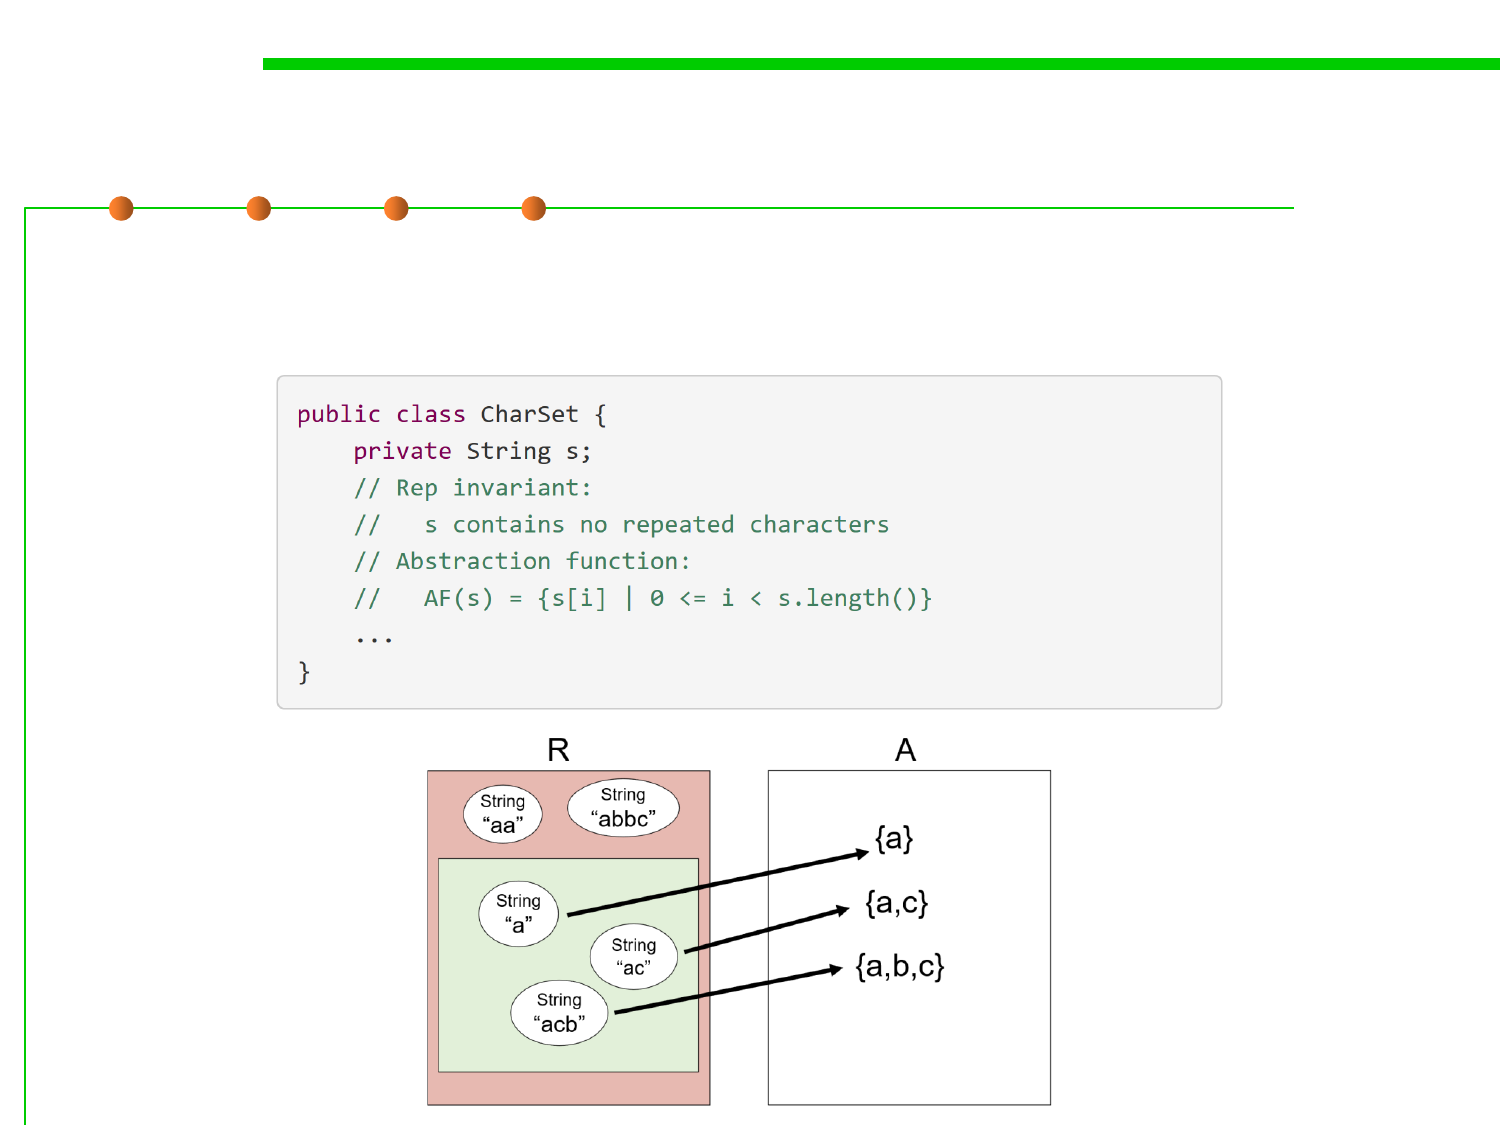 public class CharSet {
    private String s;
    // Rep invariant:
    //   s contains no repeated characters
    // Abstraction function:
    //   AF(s) = {s[i] | 0 <= i < s.length()}
    ...
}
R
A
String
“aa”
String
“abbc”
String
“a”
String
“ac”
String
“acb”
{a}
{a,c}
{a,b,c}